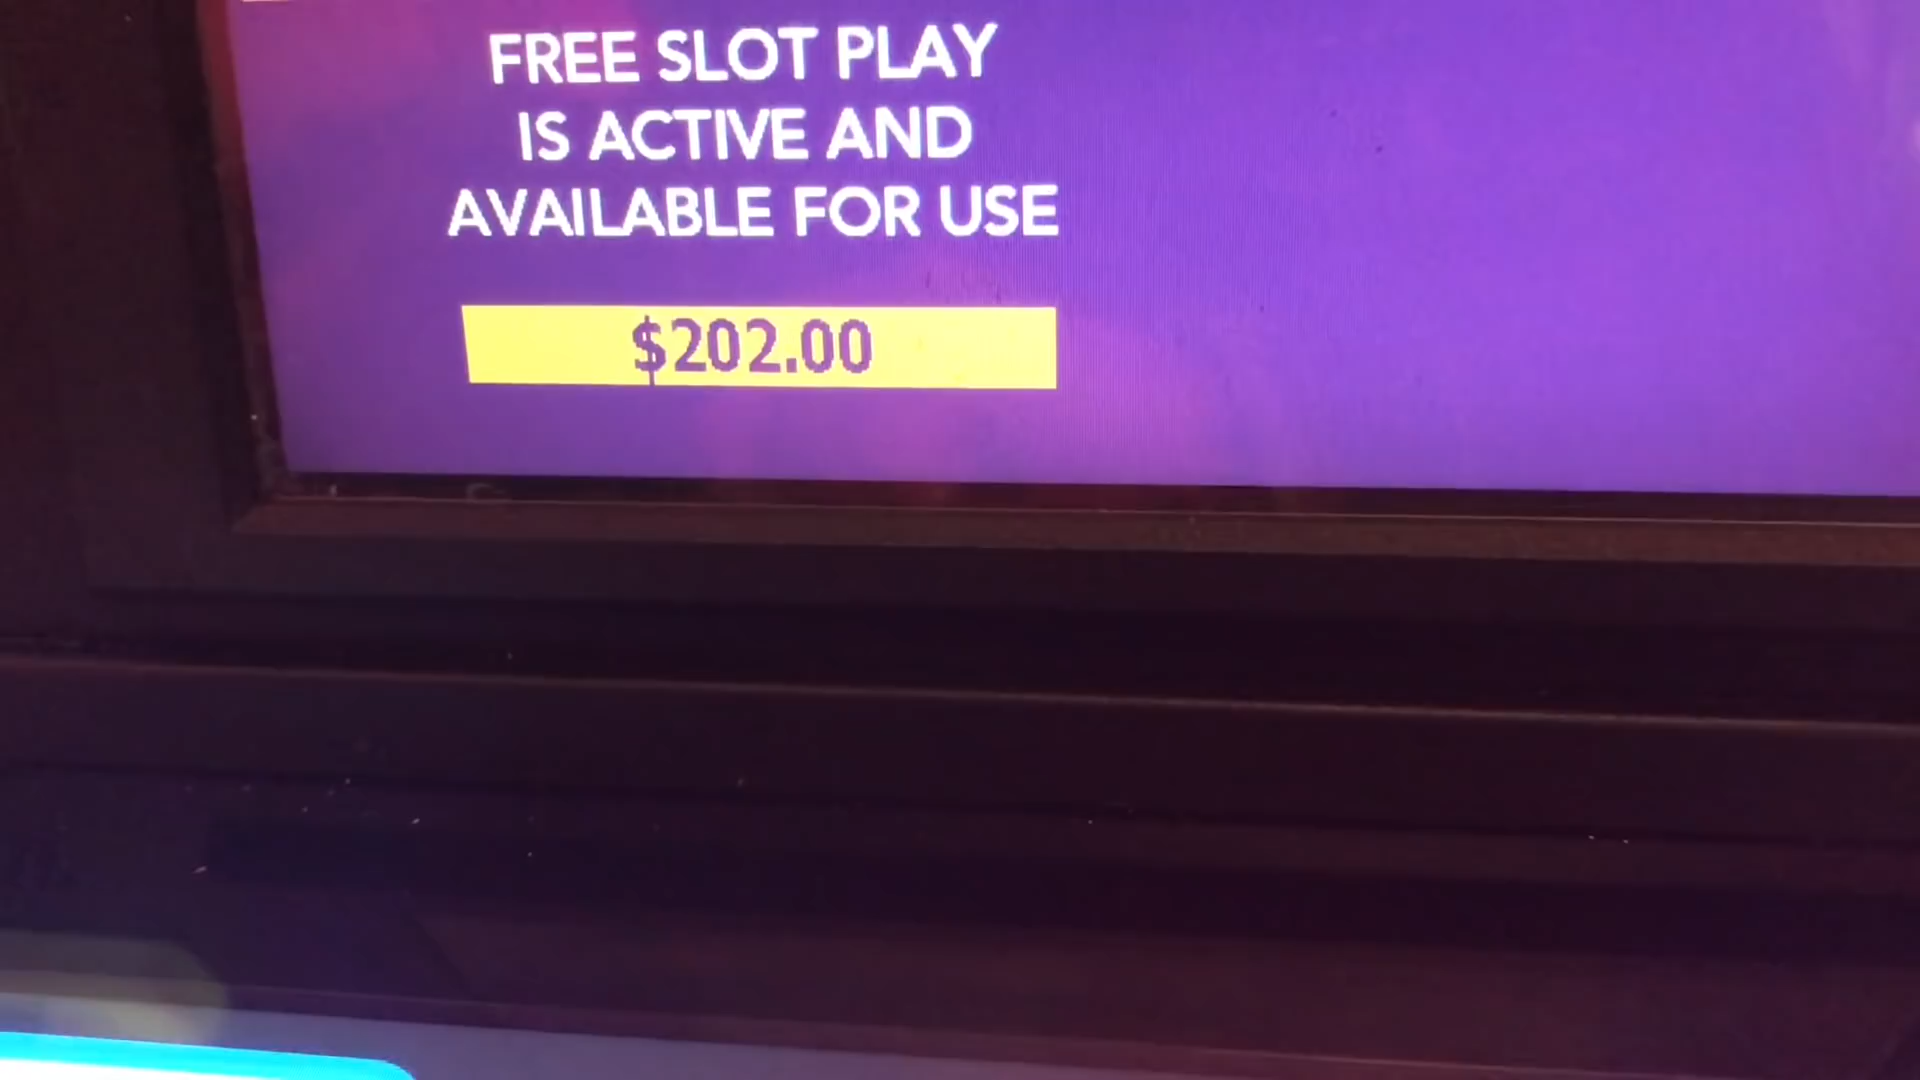 FREE SLOT PLAY
IS ACTIVE AND
AVAILABLE FOR USE
$202.00